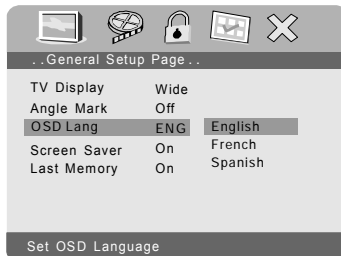 ..General Setup Page..
TV Display Wide
Angle Mark Off
OSD Lang ENG English
French
Screen Saver On Spanish
Last Memory On
Set OSD Language